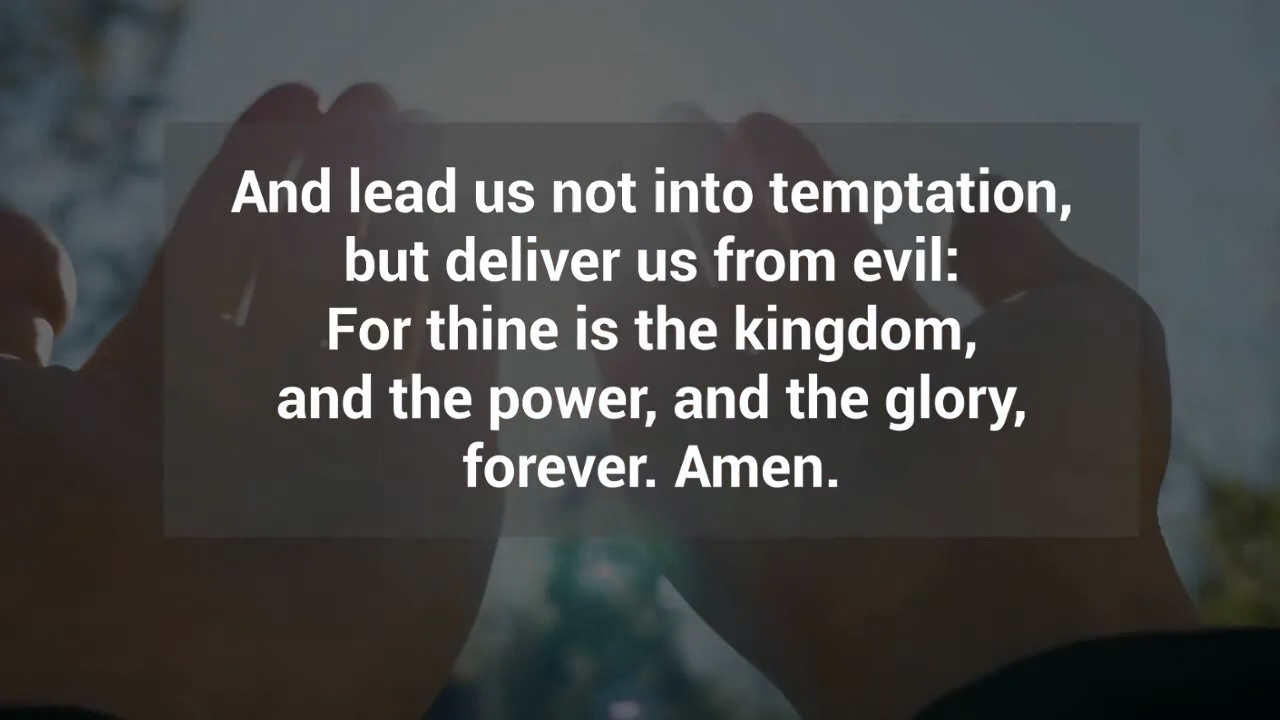 And lead us not into temptation,
but deliver us from evil:
For thine is the kingdom,
and the power, and the glory,
forever. Amen.